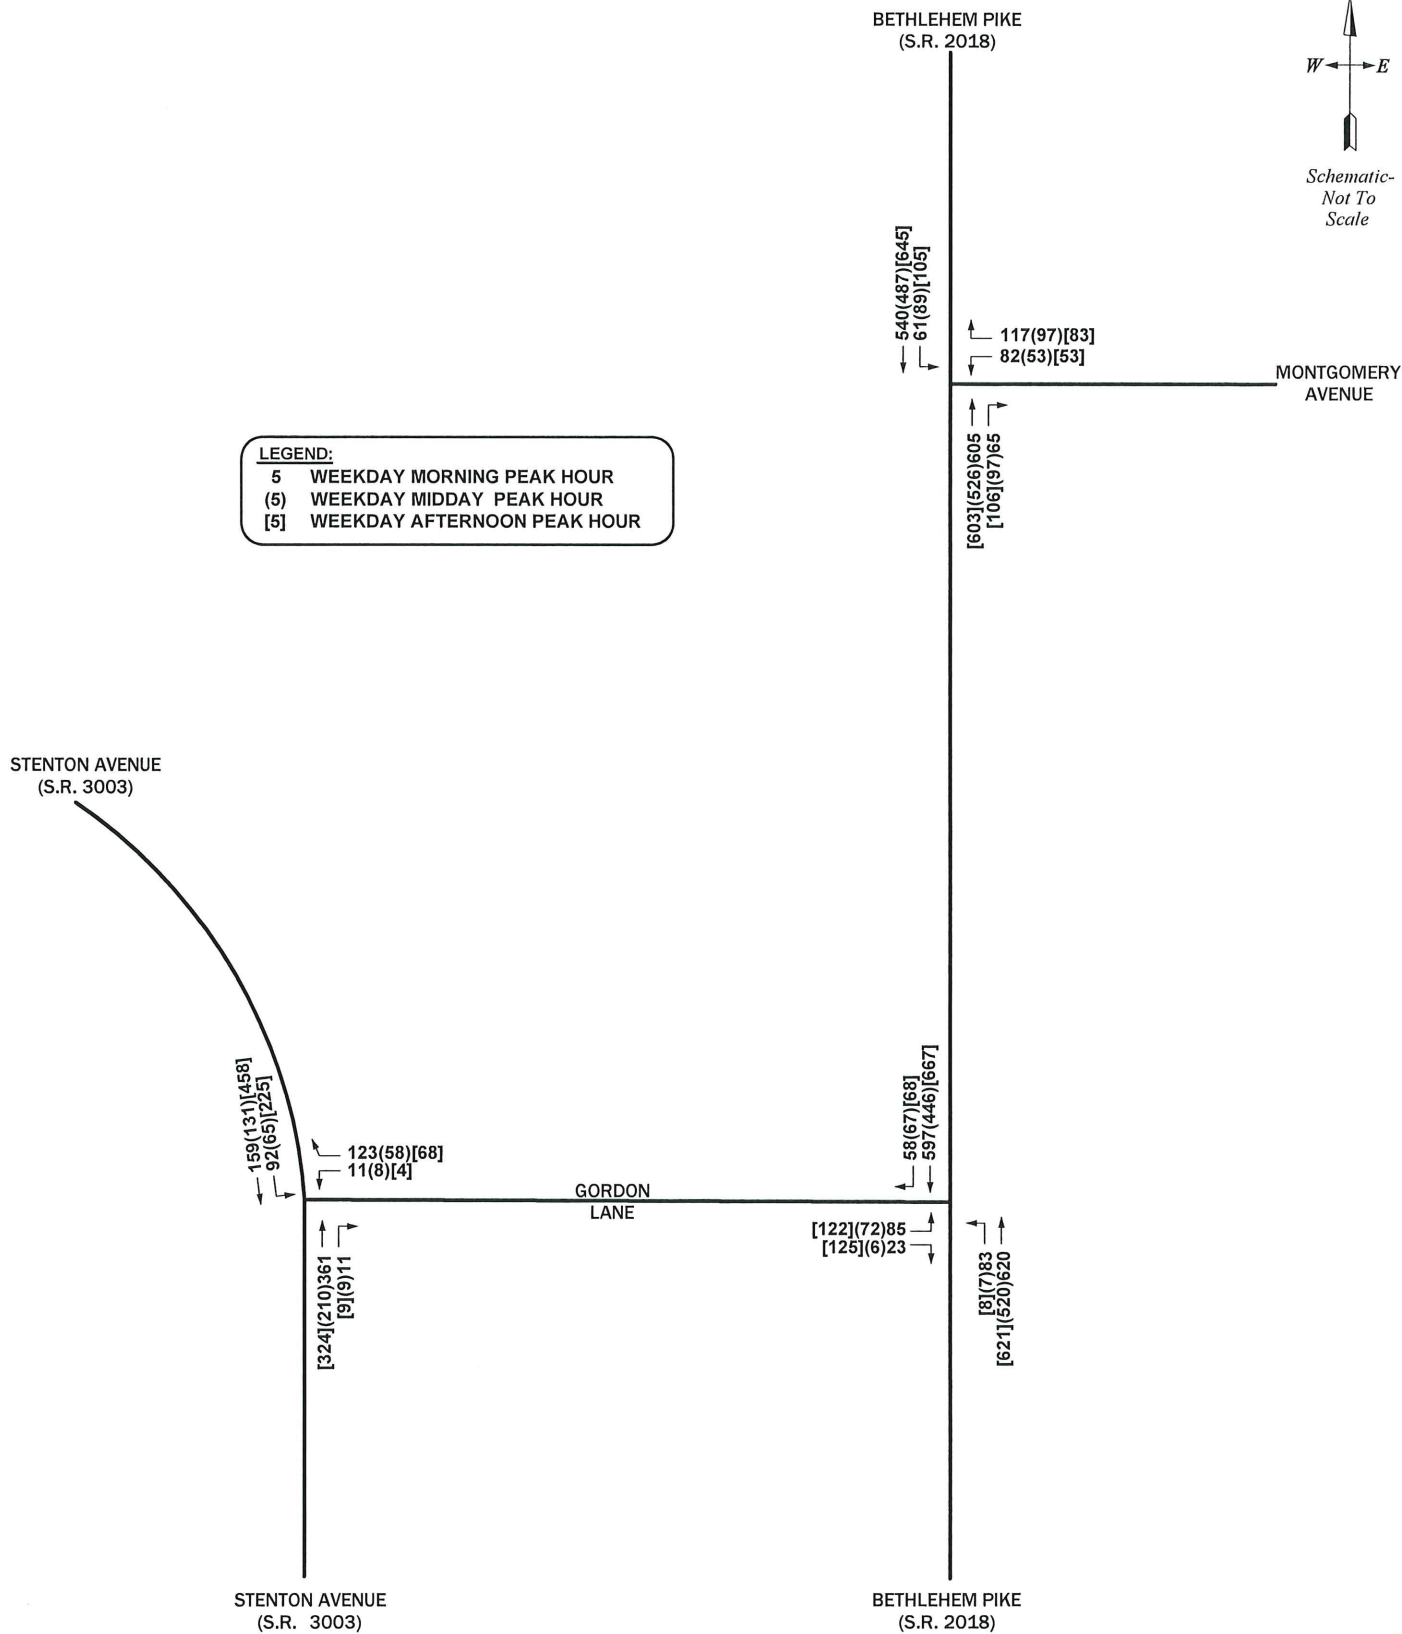 BETHLEHEM PIKE
(S.R. 2018)
W E
Schematic-
Not To
Scale
540(487)[645]
61(89)[105]
117(97)[83]
82(53)[53]
MONTGOMERY
AVENUE
[603](526)605
[106](97)65
LEGEND:
5 WEEKDAY MORNING PEAK HOUR
(5) WEEKDAY MIDDAY PEAK HOUR
[5] WEEKDAY AFTERNOON PEAK HOUR
STENTON AVENUE
(S.R. 3003)
159(131)[458]
92(65)[225]
123(58)[68]
11(8)[4]
GORDON
LANE
58(67)[68]
597(446)[667]
[122](72)85
[125](6)23
[324](210)361
[9](9)11
[8](7)83
[621](520)620
STENTON AVENUE
(S.R. 3003)
BETHLEHEM PIKE
(S.R. 2018)